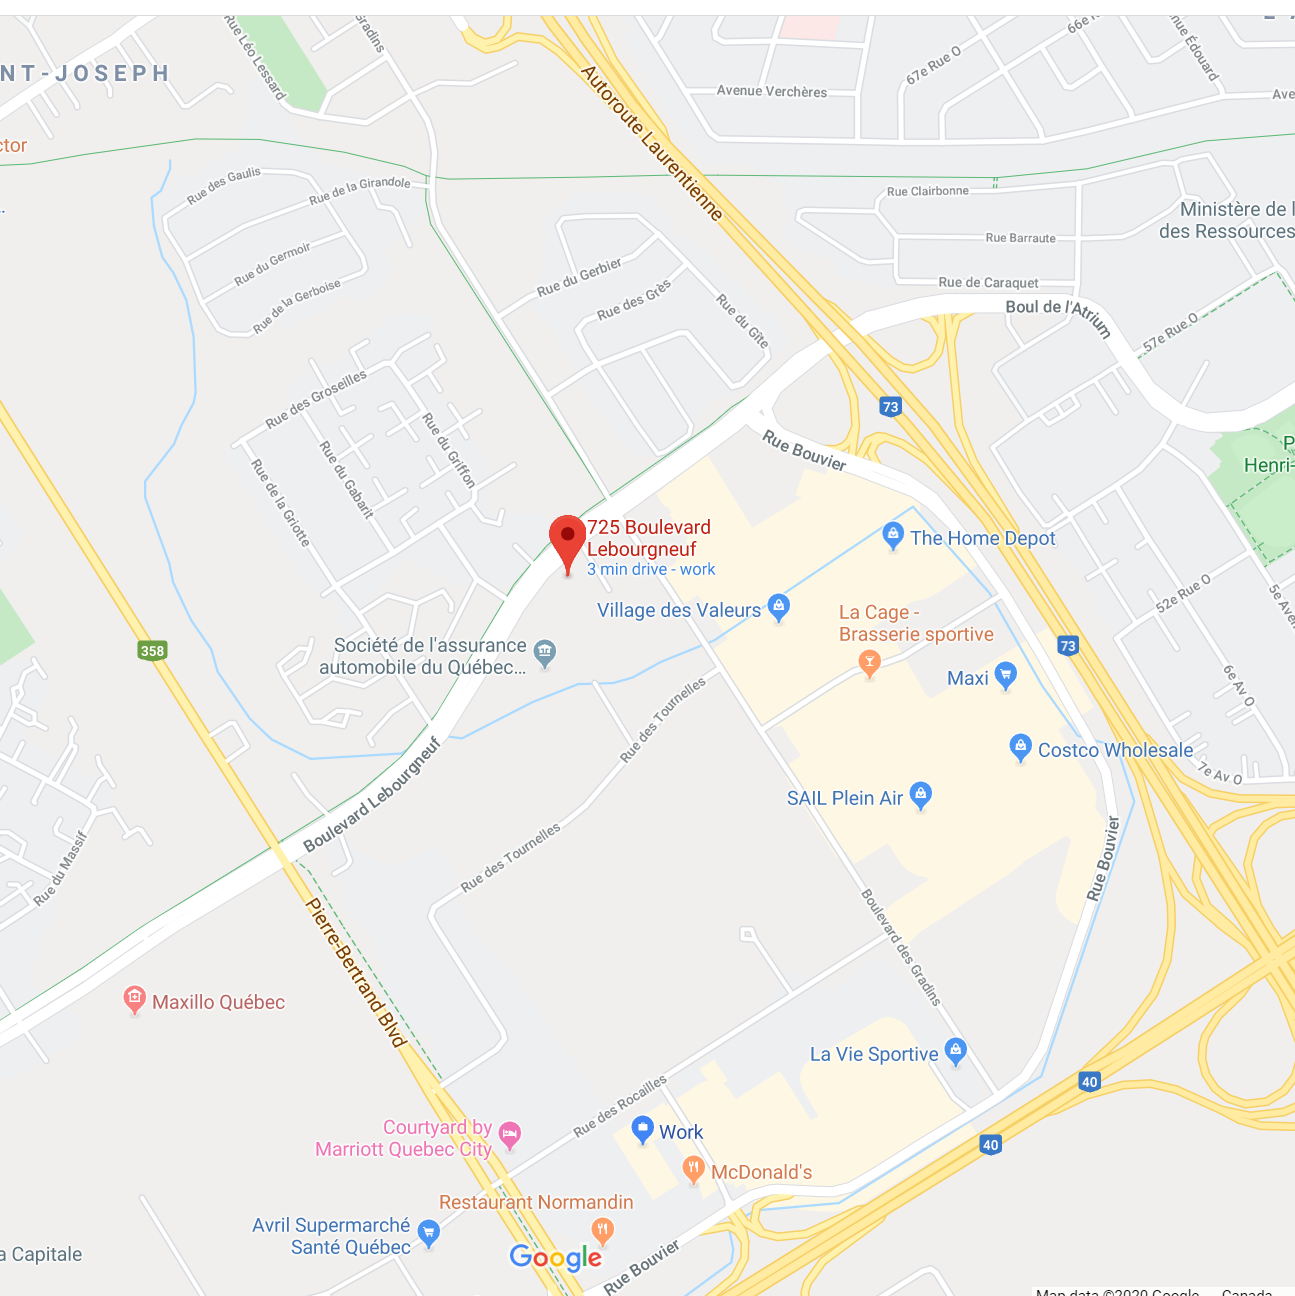 NT-JOSEPH
Rue Léo Lessard
Gradins
Autoroute Laurentienne
Avenue Verchères
67e Rue O
66e
nue Édouard
Ave
ctor
Rue des Gaulis
Rue de la Girandole
Rue du Germoir
Rue de la Gerboise
Rue du Gerbier
Rue des Grès
Rue du Gîte
Rue Clairbonne
Rue Barraute
Rue de Caraquet
Ministère de l
des Ressources
Boul de l'Atrium
57e Rue O
Rue des Groseilles
Rue du Griffon
Rue du Gabarit
Rue de la Griotte
73
Rue Bouvier
P
Henri-
725 Boulevard
Lebourgneuf
3 min drive - work
The Home Depot
Village des Valeurs
La Cage -
Brasserie sportive
52e Rue O
5e Aven
358
Société de l'assurance
automobile du Québec...
73
Maxi
6e Av O
Rue des Tournelles
Costco Wholesale
7e Av O
SAIL Plein Air
Boulevard Lebourgneuf
Rue des Tournelles
Rue du Massif
Rue Bouvier
Pierre-Bertrand Blvd
Boulevard des Gradins
Maxillo Québec
La Vie Sportive
40
Rue des Rocailles
Courtyard by
Marriott Quebec City
Work
40
McDonald's
Restaurant Normandin
Avril Supermarché
Santé Québec
a Capitale
Google
Rue Bouvier
Map data ©2020 Google
Canada